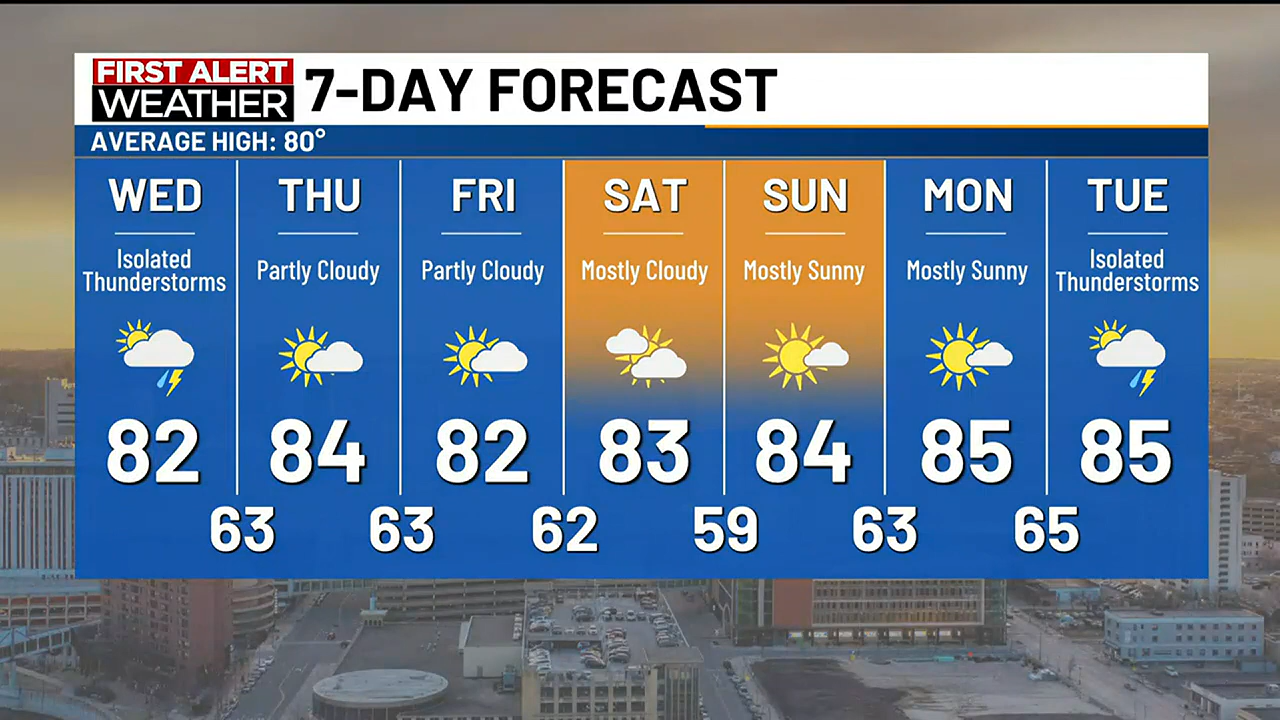 FIRST ALERT
WEATHER
7-DAY FORECAST
AVERAGE HIGH: 80°
WED
THU
FRI
SAT
SUN
MON
TUE
Isolated
Thunderstorms
Partly Cloudy
Partly Cloudy
Mostly Cloudy
Mostly Sunny
Mostly Sunny
Isolated
Thunderstorms
82
84
82
83
84
85
85
63
63
62
59
63
65